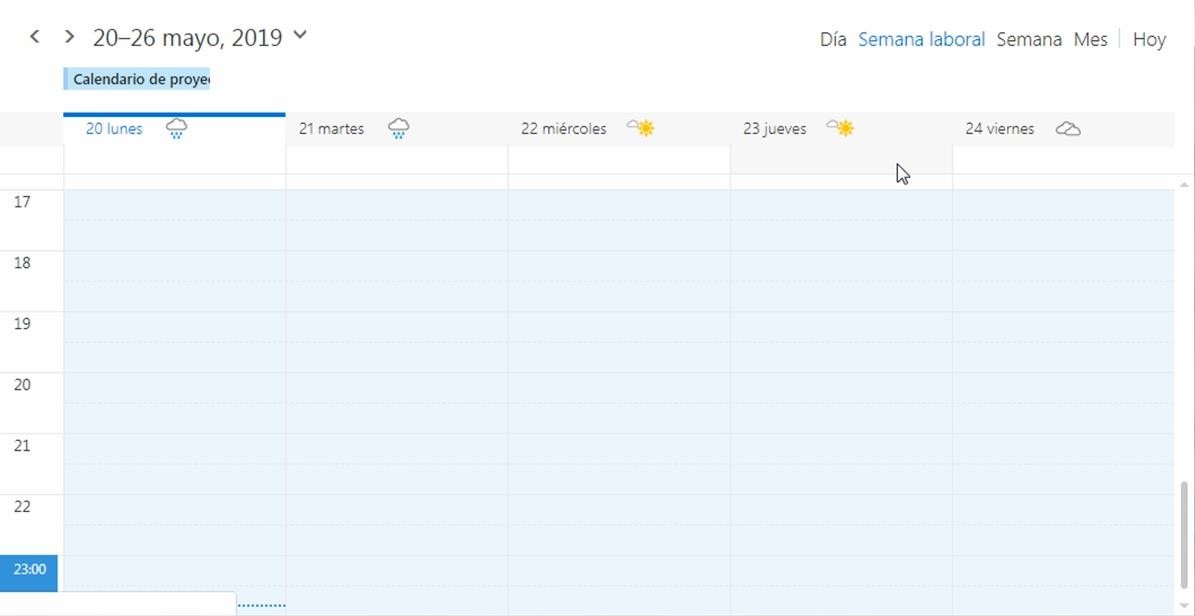 20–26 mayo, 2019
Día Semana laboral Semana Mes Hoy
Calendario de proye
20 lunes 21 martes 22 miércoles 23 jueves 24 viernes
17
18
19
20
21
22
23:00